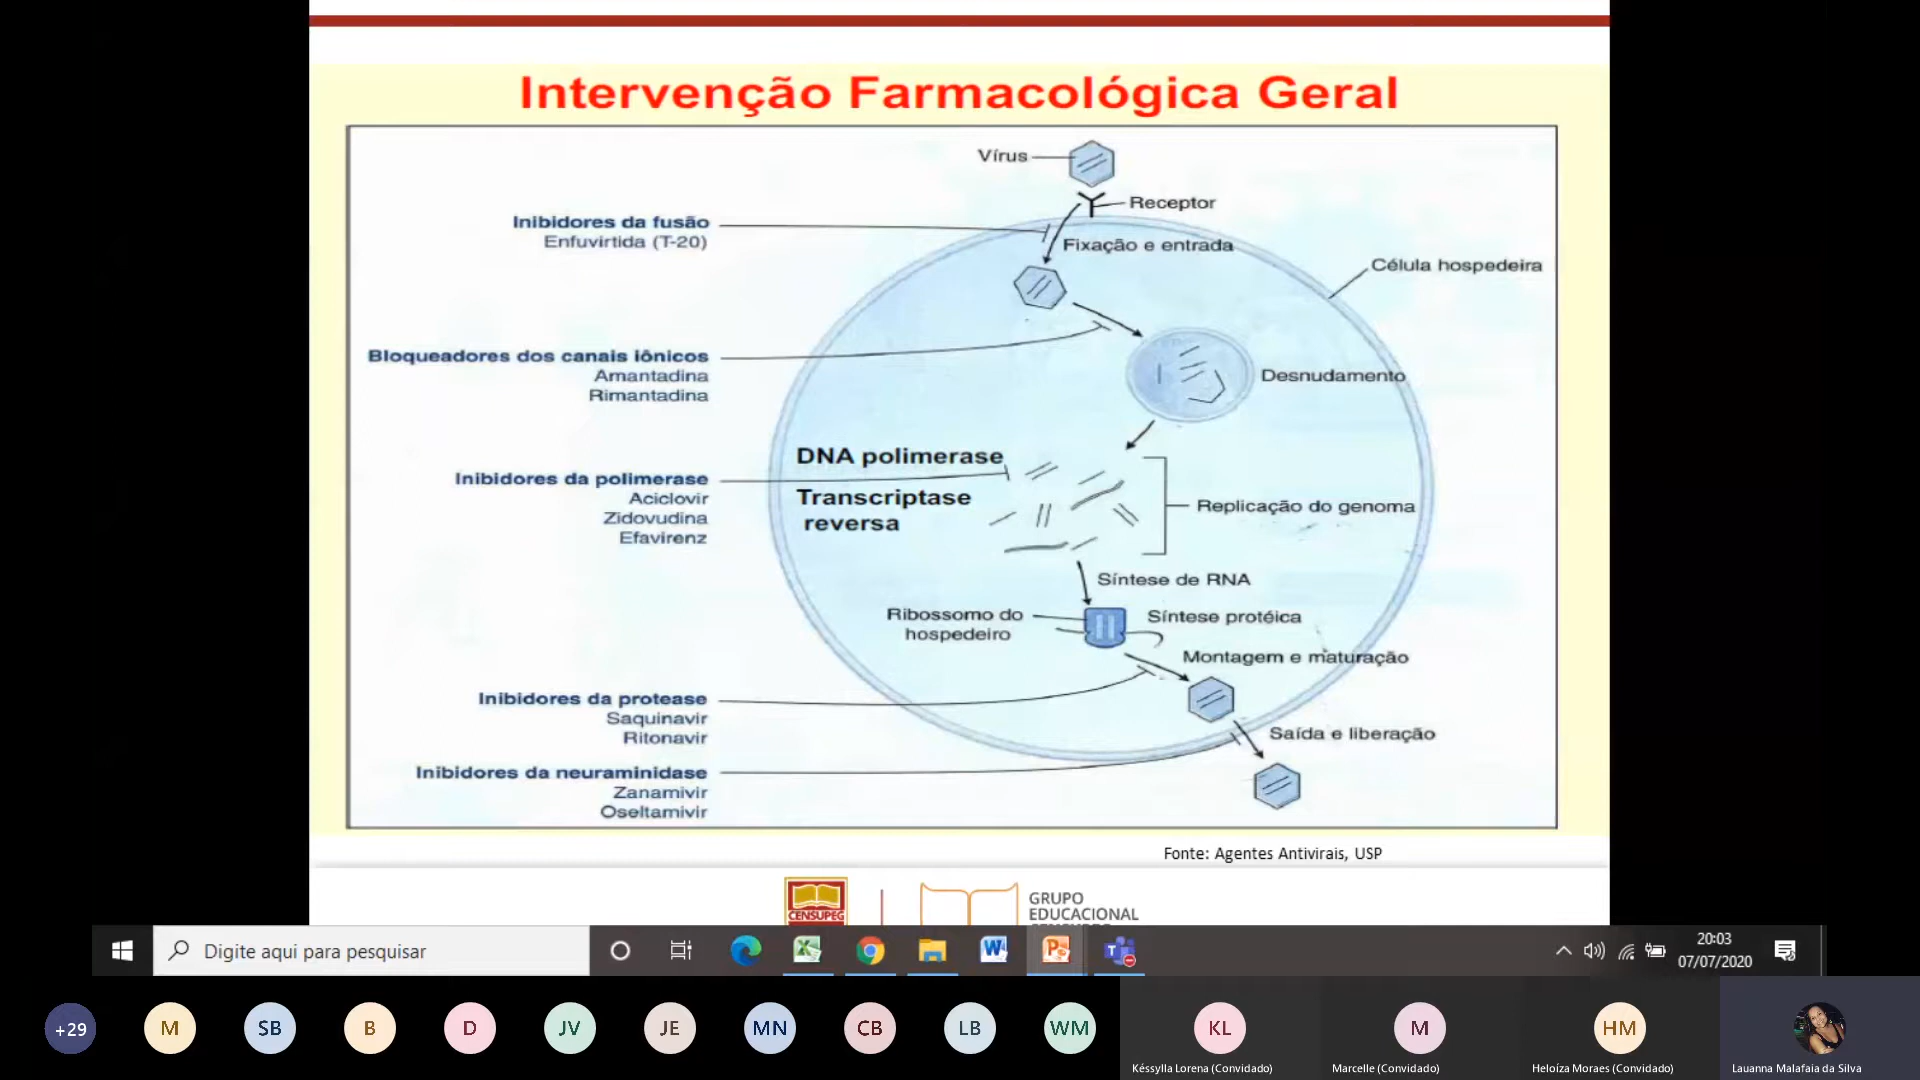 Intervenção Farmacológica Geral
Vírus
Receptor
Inibidores da fusão
Enfuvirtida (T-20)
Fixação e entrada
Célula hospedeira
Bloqueadores dos canais iônicos
Amantadina
Rimantadina
Desnudamento
DNA polimerase
Inibidores da polimerase
Aciclovir
Zidovudina
Efavirenz
Transcriptase
reversa
Replicação do genoma
Síntese de RNA
Ribossomo do
hospedeiro
Síntese protéica
Montagem e maturação
Inibidores da protease
Saquinavir
Ritonavir
Saída e liberação
Inibidores da neuraminidase
Zanamivir
Oseltamivir
Fonte: Agentes Antivirais, USP
CENSUPEG
GRUPO
EDUCACIONAL
Digite aqui para pesquisar
20:03
07/07/2020
+29
M
SB
B
D
JV
JE
MN
CB
LB
WM
KL
Késsylla Lorena (Convidado)
M
Marcelle (Convidado)
HM
Heloíza Moraes (Convidado)
Lauanna Malafaia da Silva